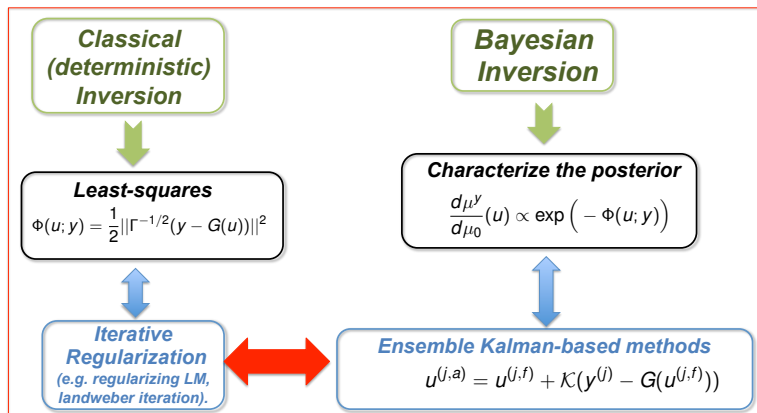 Classical
(deterministic)
Inversion
Least-squares
Φ(u; y) = 1/2 ||Γ^{-1/2}(y − G(u))||^2
Iterative
Regularization
(e.g. regularizing LM,
landweber iteration).
Bayesian
Inversion
Characterize the posterior
dμ^y/dμ_0 (u) ∝ exp ( − Φ(u; y))
Ensemble Kalman-based methods
u^{(j,a)} = u^{(j,f)} + 𝒦(y^{(j)} − G(u^{(j,f)}))